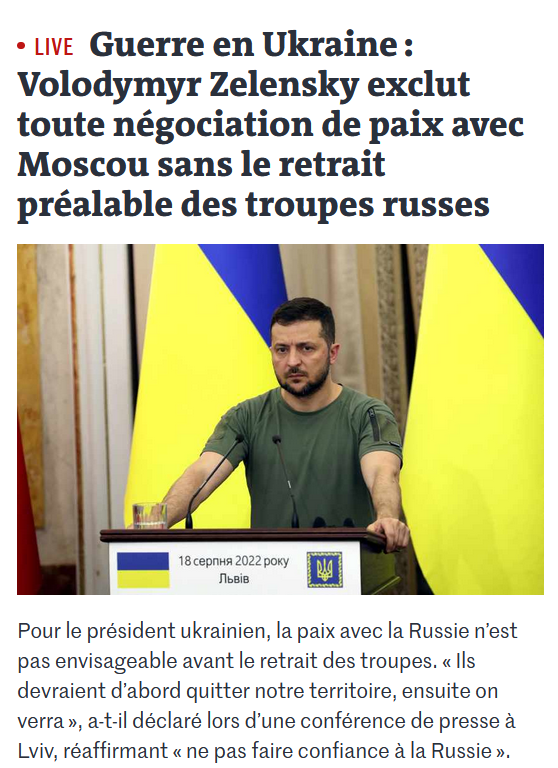 • LIVE Guerre en Ukraine :
Volodymyr Zelensky exclut
toute négociation de paix avec
Moscou sans le retrait
préalable des troupes russes
18 серпня 2022 року
Львів
Pour le président ukrainien, la paix avec la Russie n’est
pas envisageable avant le retrait des troupes. « Ils
devraient d’abord quitter notre territoire, ensuite on
verra », a-t-il déclaré lors d’une conférence de presse à
Lviv, réaffirmant « ne pas faire confiance à la Russie ».